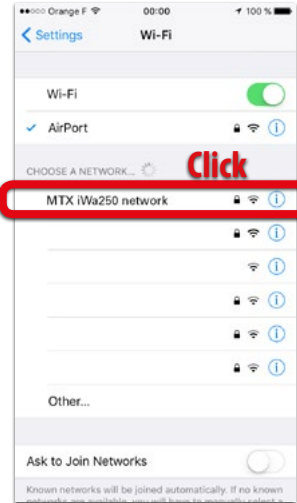 Orange F 00:00 100 %
Settings Wi-Fi
Wi-Fi
AirPort
CHOOSE A NETWORK...
Click
MTX iWa250 network
Other...
Ask to Join Networks
Known networks will be joined automatically. If no known
networks are available, you will have to manually select a